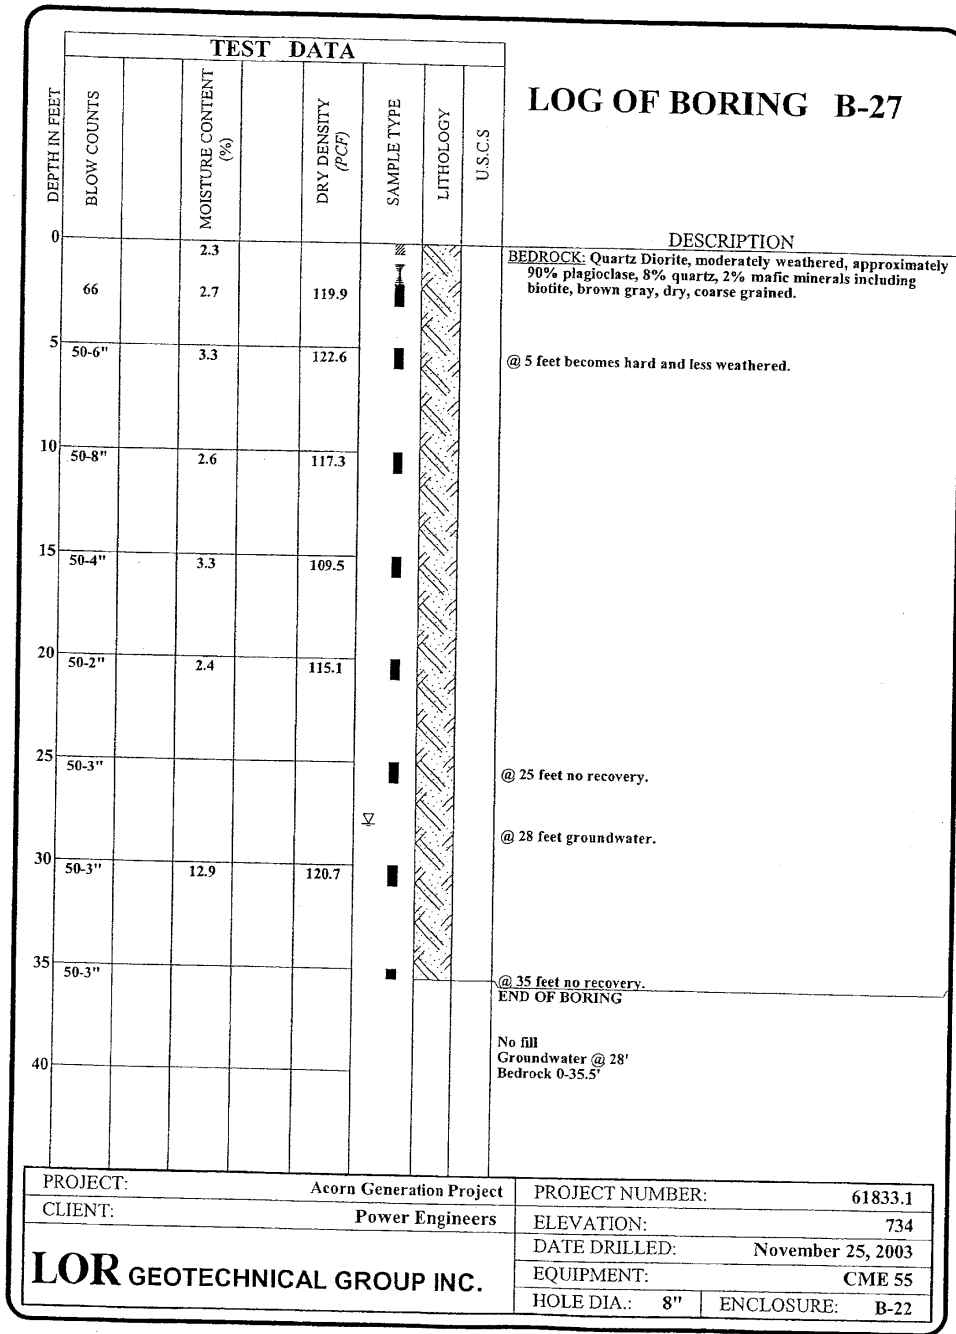 TEST DATA
LOG OF BORING B-27
DEPTH IN FEET
BLOW COUNTS
MOISTURE CONTENT
(%)
DRY DENSITY
(PCF)
SAMPLE TYPE
LITHOLOGY
U.S.C.S
DESCRIPTION
0
2.3
BEDROCK: Quartz Diorite, moderately weathered, approximately
90% plagioclase, 8% quartz, 2% mafic minerals including
biotite, brown gray, dry, coarse grained.
66 2.7 119.9
5 50-6" 3.3 122.6
@ 5 feet becomes hard and less weathered.
10 50-8" 2.6 117.3
15 50-4" 3.3 109.5
20 50-2" 2.4 115.1
25 50-3"
@ 25 feet no recovery.
@ 28 feet groundwater.
30 50-3" 12.9 120.7
35 50-3"
@ 35 feet no recovery.
END OF BORING
No fill
Groundwater @ 28'
Bedrock 0-35.5'
40
PROJECT: Acorn Generation Project
CLIENT: Power Engineers
LOR GEOTECHNICAL GROUP INC.
PROJECT NUMBER: 61833.1
ELEVATION: 734
DATE DRILLED: November 25, 2003
EQUIPMENT: CME 55
HOLE DIA.: 8" ENCLOSURE: B-22